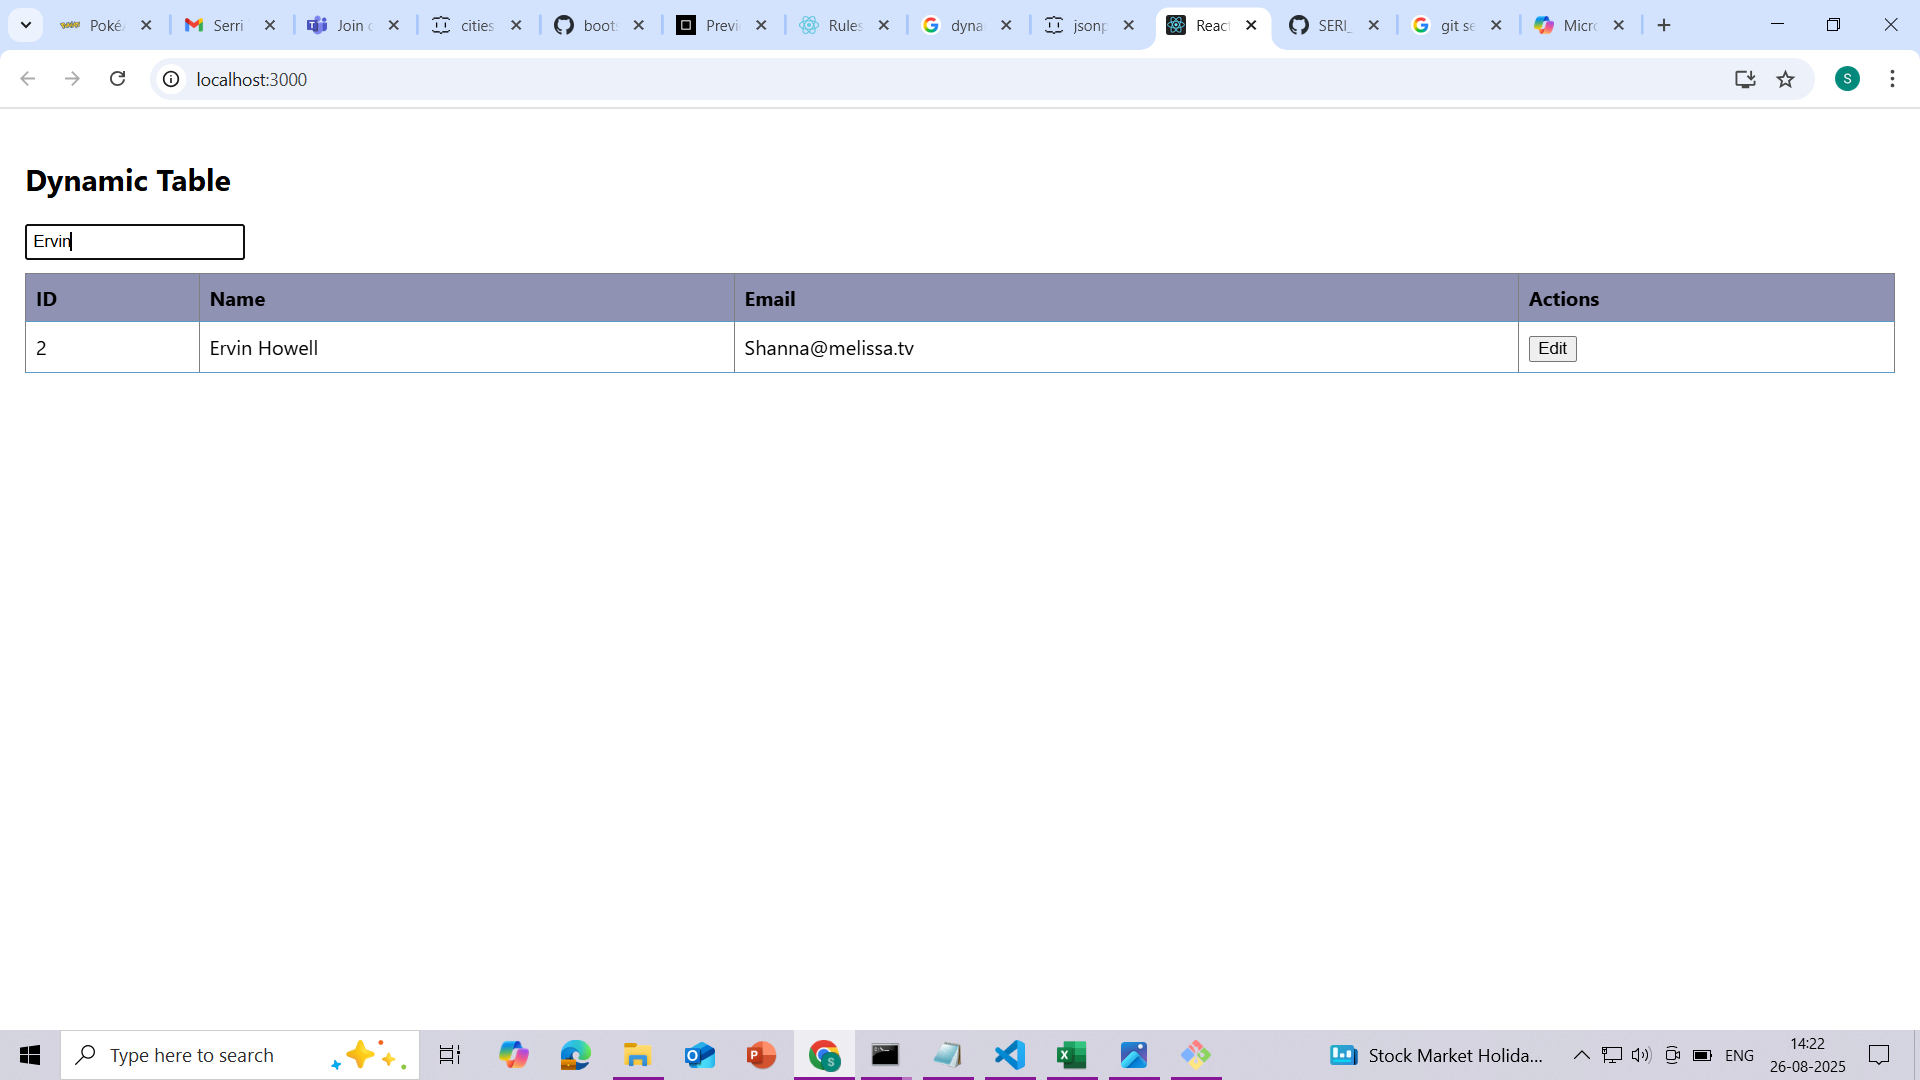 Poké Serri Join cities boot Previ Rules dyna jsonp React SERI_ git se Micro
localhost:3000 S
Dynamic Table
Ervin
ID Name Email Actions
2 Ervin Howell Shanna@melissa.tv Edit
Type here to search Stock Market Holida... ENG 14:22
26-08-2025